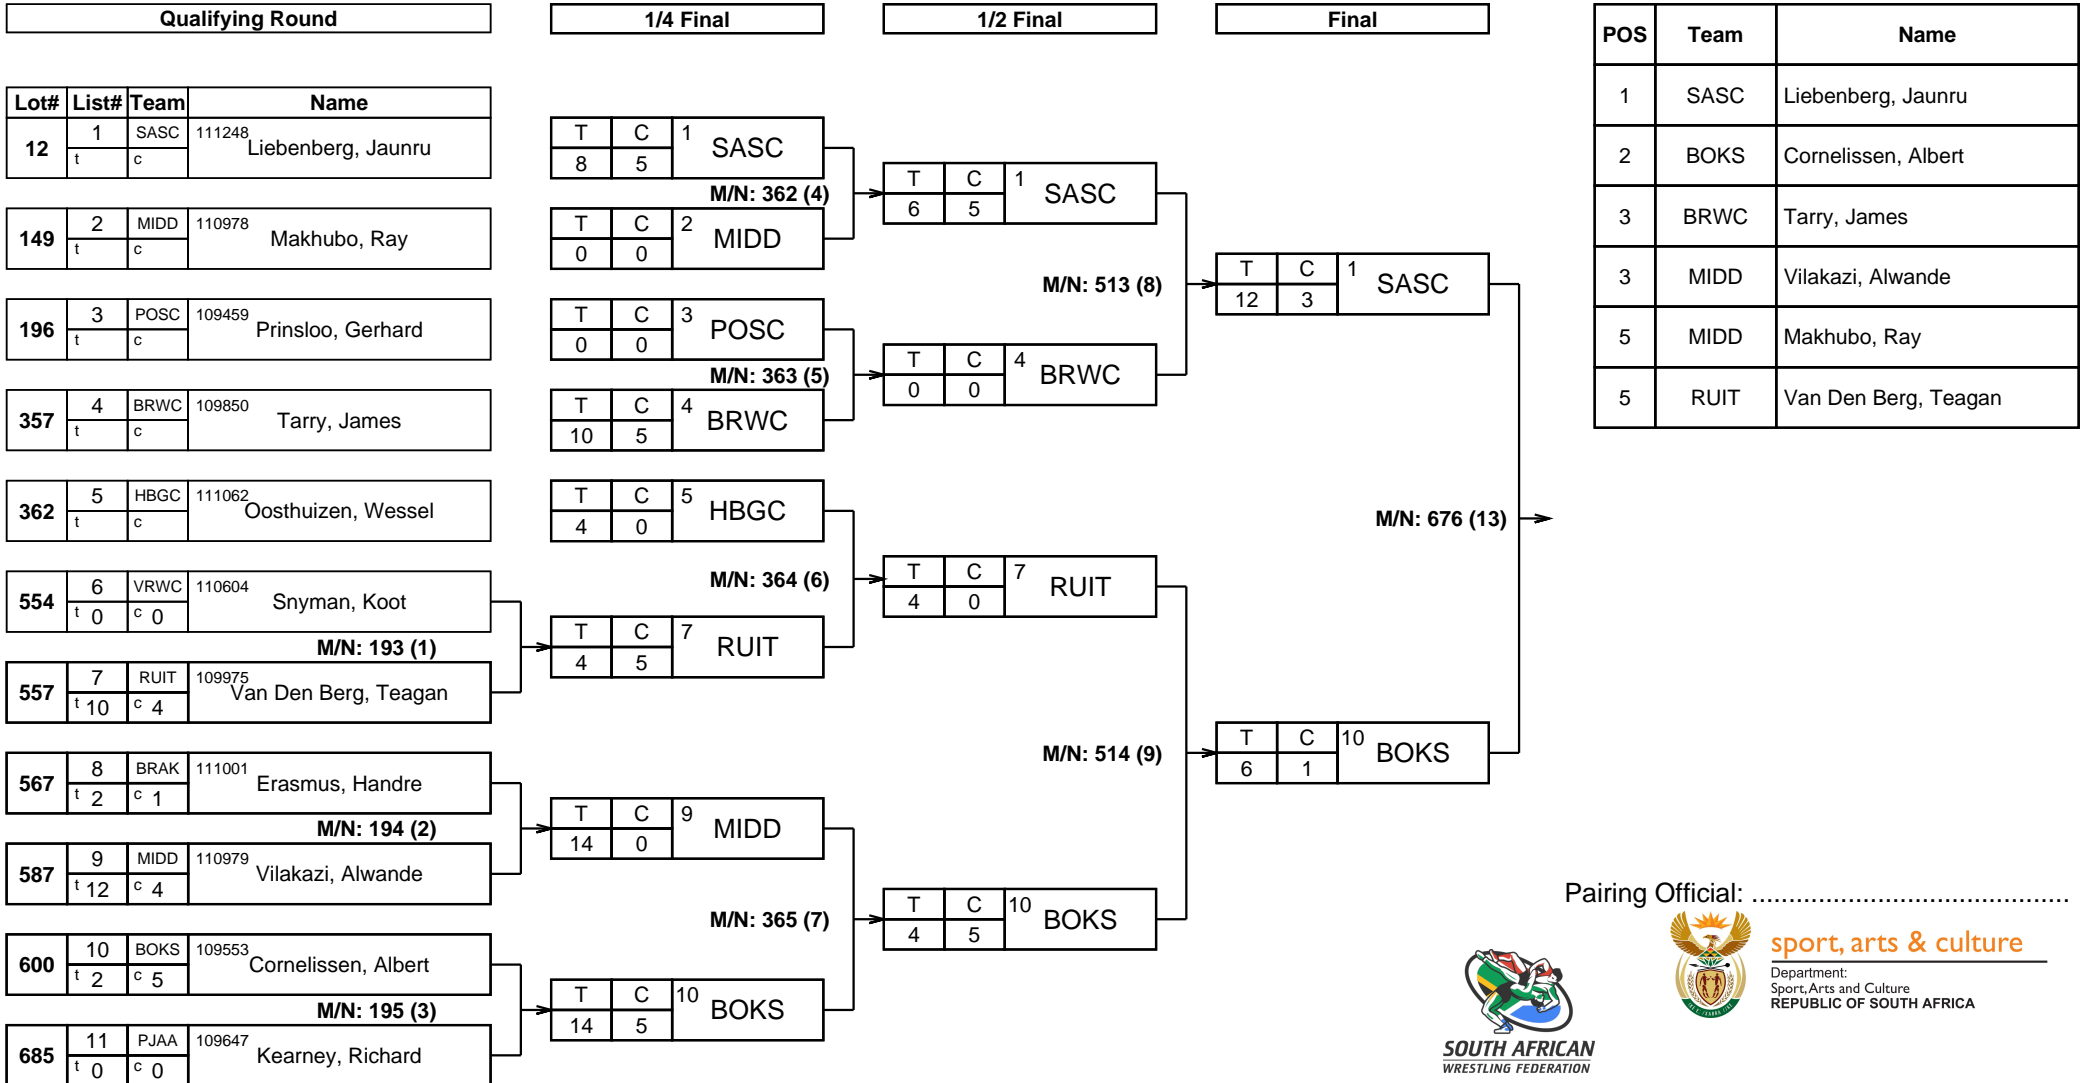 Qualifying Round
1/4 Final
1/2 Final
Final
Lot# List# Team Name
12 1 SASC 111248 Liebenberg, Jaunru
t c
149 2 MIDD 110978 Makhubo, Ray
t c
196 3 POSC 109459 Prinsloo, Gerhard
t c
357 4 BRWC 109850 Tarry, James
t c
362 5 HBGC 111062 Oosthuizen, Wessel
t c
554 6 VRWC 110604 Snyman, Koot
t 0 c 0
M/N: 193 (1)
557 7 RUIT 109975 Van Den Berg, Teagan
t 10 c 4
567 8 BRAK 111001 Erasmus, Handre
t 2 c 1
M/N: 194 (2)
587 9 MIDD 110979 Vilakazi, Alwande
t 12 c 4
600 10 BOKS 109553 Cornelissen, Albert
t 2 c 5
M/N: 195 (3)
685 11 PJAA 109647 Kearney, Richard
t 0 c 0
T C 1 SASC
8 5
M/N: 362 (4)
T C 2 MIDD
0 0
T C 3 POSC
0 0
M/N: 363 (5)
T C 4 BRWC
10 5
T C 5 HBGC
4 0
M/N: 364 (6)
T C 7 RUIT
4 5
T C 9 MIDD
14 0
M/N: 365 (7)
T C 10 BOKS
14 5
T C 1 SASC
6 5
M/N: 513 (8)
T C 4 BRWC
0 0
T C 7 RUIT
4 0
M/N: 514 (9)
T C 10 BOKS
4 5
T C 1 SASC
12 3
M/N: 676 (13)
T C 10 BOKS
6 1
POS Team Name
1 SASC Liebenberg, Jaunru
2 BOKS Cornelissen, Albert
3 BRWC Tarry, James
3 MIDD Vilakazi, Alwande
5 MIDD Makhubo, Ray
5 RUIT Van Den Berg, Teagan
Pairing Official: ...........................................
SOUTH AFRICAN
WRESTLING FEDERATION
sport, arts & culture
Department:
Sport, Arts and Culture
REPUBLIC OF SOUTH AFRICA